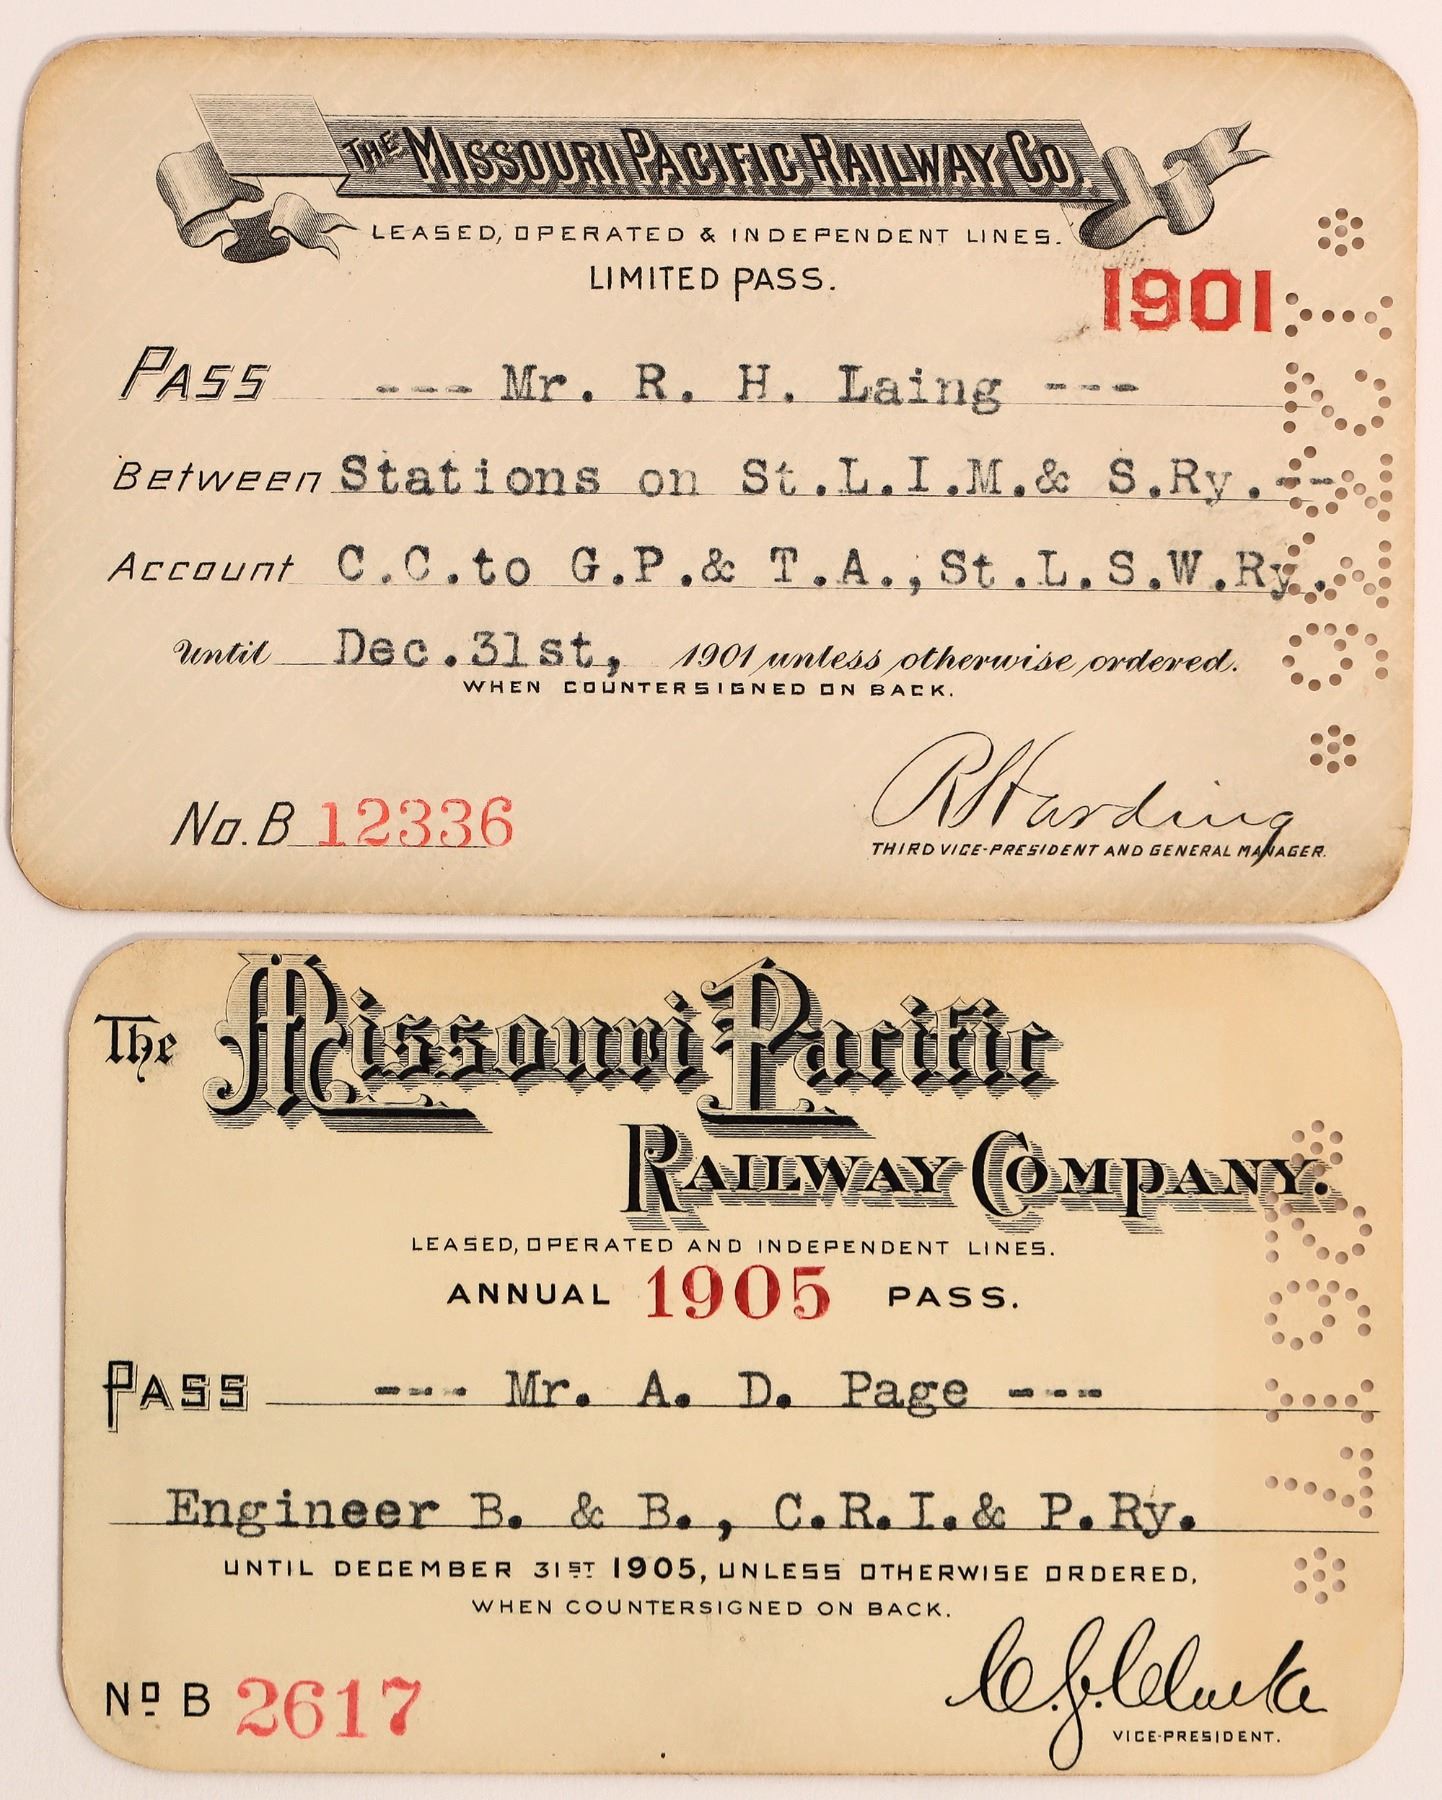 THE MISSOURI PACIFIC RAILWAY CO.
LEASED, OPERATED & INDEPENDENT LINES.
LIMITED PASS.
1901
PASS --- Mr. R. H. Laing ---
Between Stations on St.L.I.M.& S.Ry.--
Account C.C.to G.P.& T.A.,St.L.S.W.Ry.
Until Dec.31st, 1901 unless otherwise ordered.
WHEN COUNTERSIGNED ON BACK.
R Harding
No. B 12336
THIRD VICE-PRESIDENT AND GENERAL MANAGER.
12336
The Missouri Pacific
RAILWAY COMPANY.
LEASED, OPERATED AND INDEPENDENT LINES.
ANNUAL 1905 PASS.
PASS --- Mr. A. D. Page ---
Engineer B. & B., C.R.I.& P.Ry.
UNTIL DECEMBER 31ST 1905, UNLESS OTHERWISE ORDERED,
WHEN COUNTERSIGNED ON BACK.
No B 2617
VICE-PRESIDENT.
2617